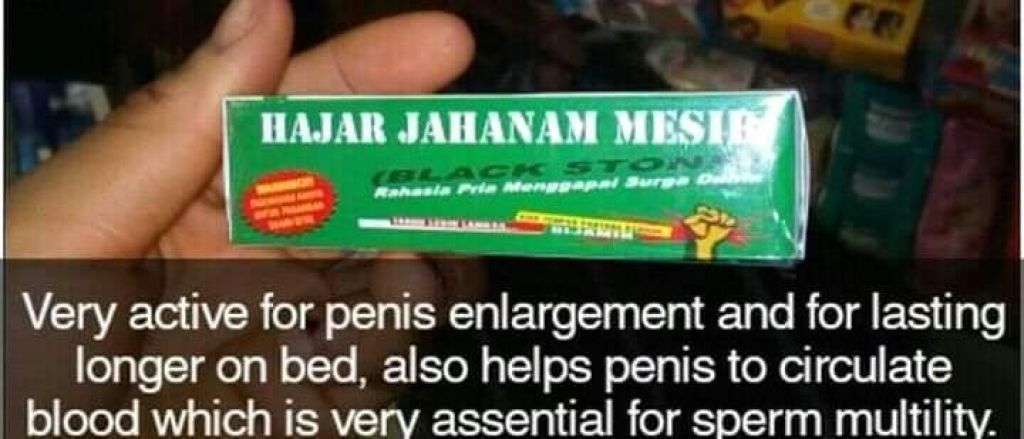 HAJAR JAHANAM MESIR
(BLACK STONE)
Rahasia Pria Menggapai Surga Dunia
DIJAMIN
Very active for penis enlargement and for lasting
longer on bed, also helps penis to circulate
blood which is very assential for sperm multility.